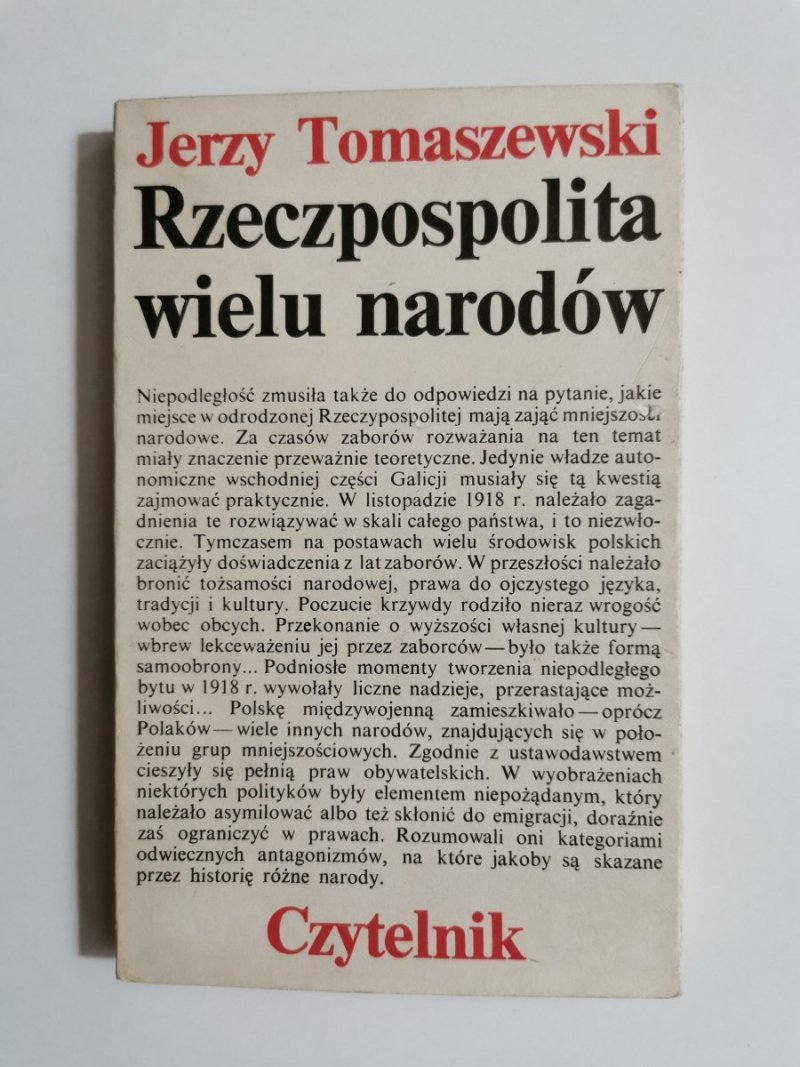 Jerzy Tomaszewski
Rzeczpospolita
wielu narodów
Niepodległość zmusiła także do odpowiedzi na pytanie, jakie
miejsce w odrodzonej Rzeczypospolitej mają zająć mniejszości
narodowe. Za czasów zaborów rozważania na ten temat
miały znaczenie przeważnie teoretyczne. Jedynie władze auto-
nomiczne wschodniej części Galicji musiały się tą kwestią
zajmować praktycznie. W listopadzie 1918 r. należało zaga-
dnienia te rozwiązywać w skali całego państwa, i to niezwło-
cznie. Tymczasem na postawach wielu środowisk polskich
zaciążyły doświadczenia z lat zaborów. W przeszłości należało
bronić tożsamości narodowej, prawa do ojczystego języka,
tradycji i kultury. Poczucie krzywdy rodziło nieraz wrogość
wobec obcych. Przekonanie o wyższości własnej kultury —
wbrew lekceważeniu jej przez zaborców — było także formą
samoobrony... Podniosłe momenty tworzenia niepodległego
bytu w 1918 r. wywołały liczne nadzieje, przerastające moż-
liwości... Polskę międzywojenną zamieszkiwało — oprócz
Polaków — wiele innych narodów, znajdujących się w poło-
żeniu grup mniejszościowych. Zgodnie z ustawodawstwem
cieszyły się pełnią praw obywatelskich. W wyobrażeniach
niektórych polityków były elementem niepożądanym, który
należało asymilować albo też skłonić do emigracji, doraźnie
zaś ograniczyć w prawach. Rozumowali oni kategoriami
odwiecznych antagonizmów, na które jakoby są skazane
przez historię różne narody.
Czytelnik